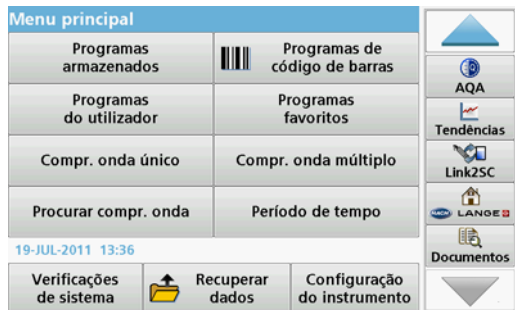 Menu principal
Programas
armazenados
Programas de
código de barras
Programas
do utilizador
Programas
favoritos
Compr. onda único
Compr. onda múltiplo
Procurar compr. onda
Período de tempo
19-JUL-2011 13:36
Verificações
de sistema
Recuperar
dados
Configuração
do instrumento
AQA
Tendências
Link2SC
HACH LANGE
Documentos